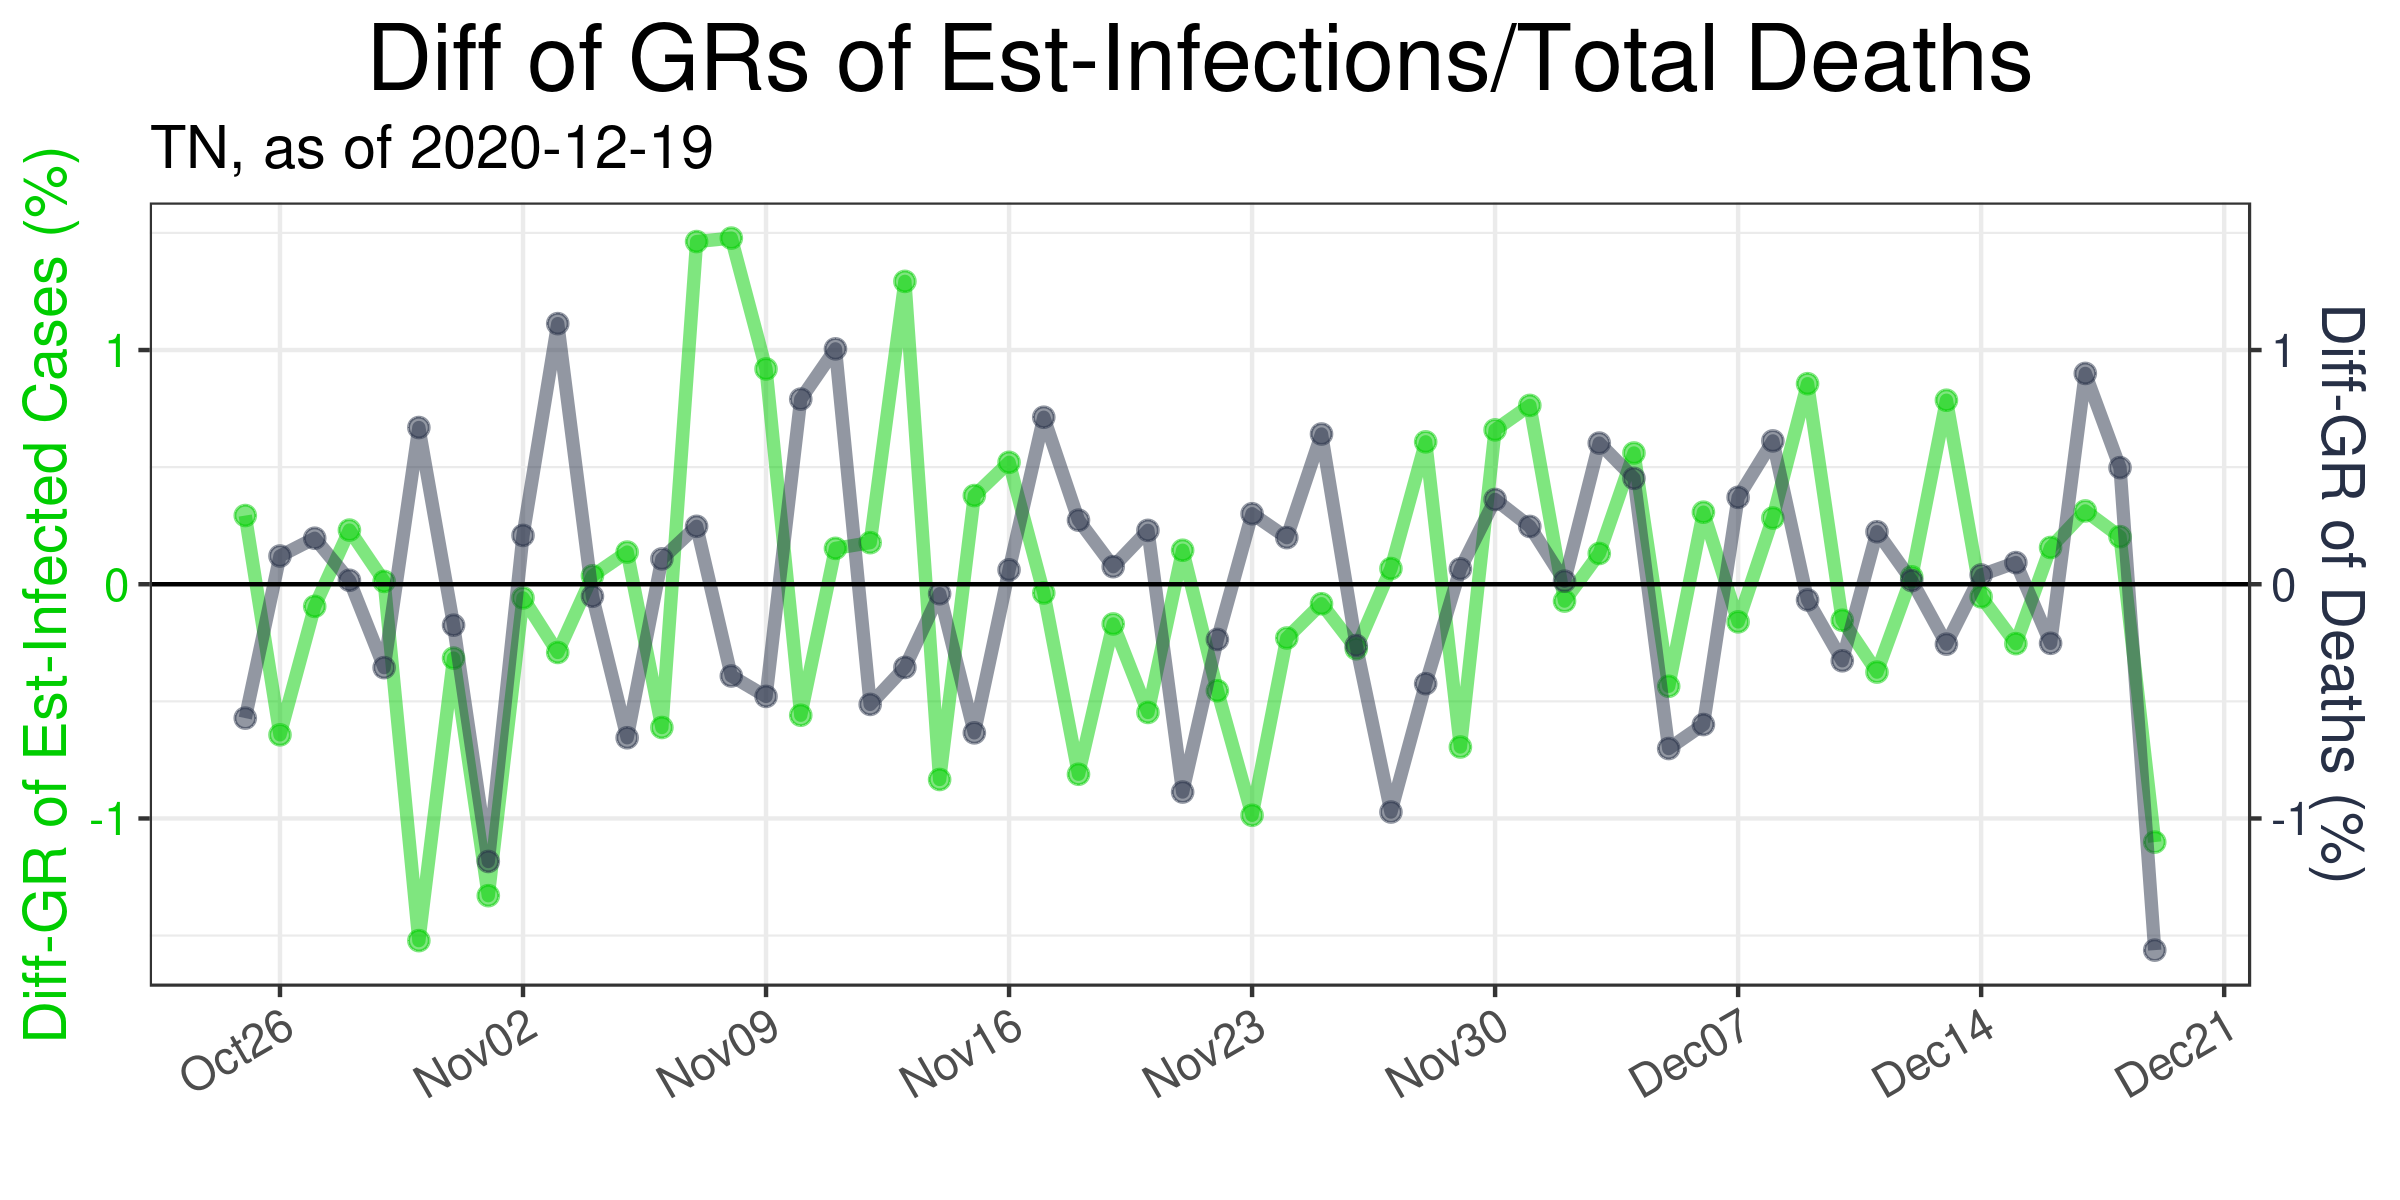 Diff of GRs of Est-Infections/Total Deaths
TN, as of 2020-12-19
Diff-GR of Est-Infected Cases (%)
1
0
-1
1
0
-1
Diff-GR of Deaths (%)
Oct26
Nov02
Nov09
Nov16
Nov23
Nov30
Dec07
Dec14
Dec21